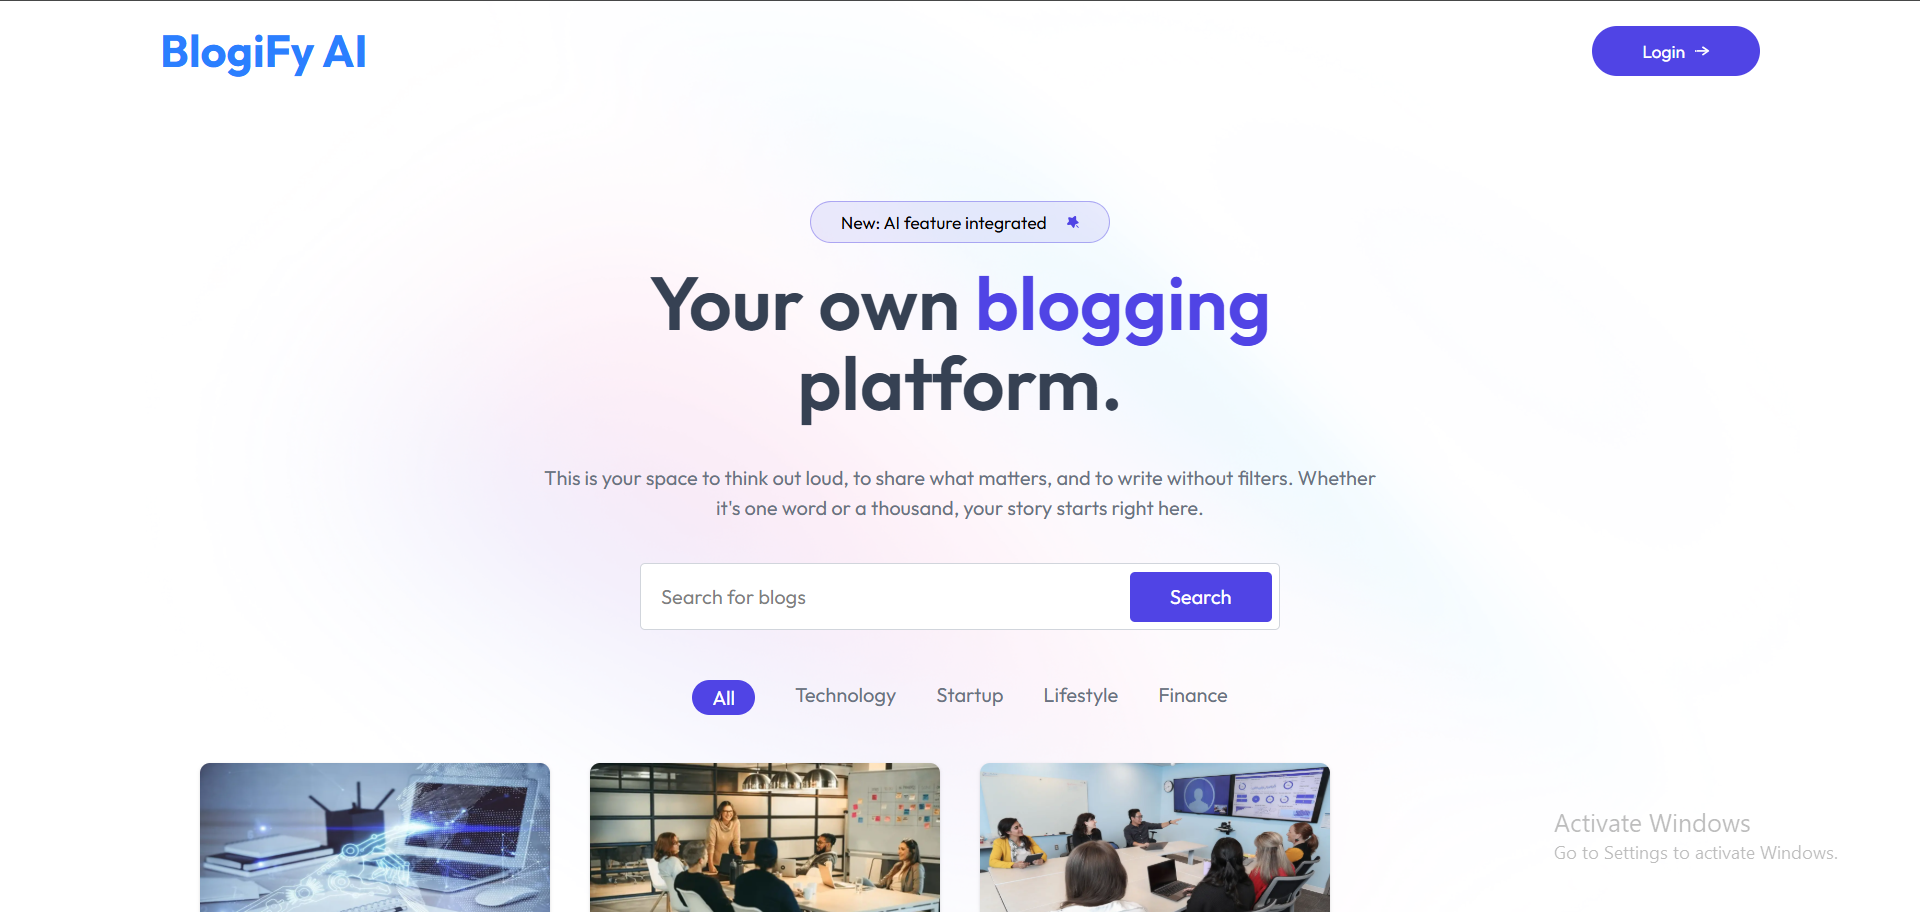 BlogiFy AI
Login →
New: AI feature integrated
Your own blogging
platform.
This is your space to think out loud, to share what matters, and to write without filters. Whether
it's one word or a thousand, your story starts right here.
Search for blogs
Search
All
Technology
Startup
Lifestyle
Finance
Activate Windows
Go to Settings to activate Windows.